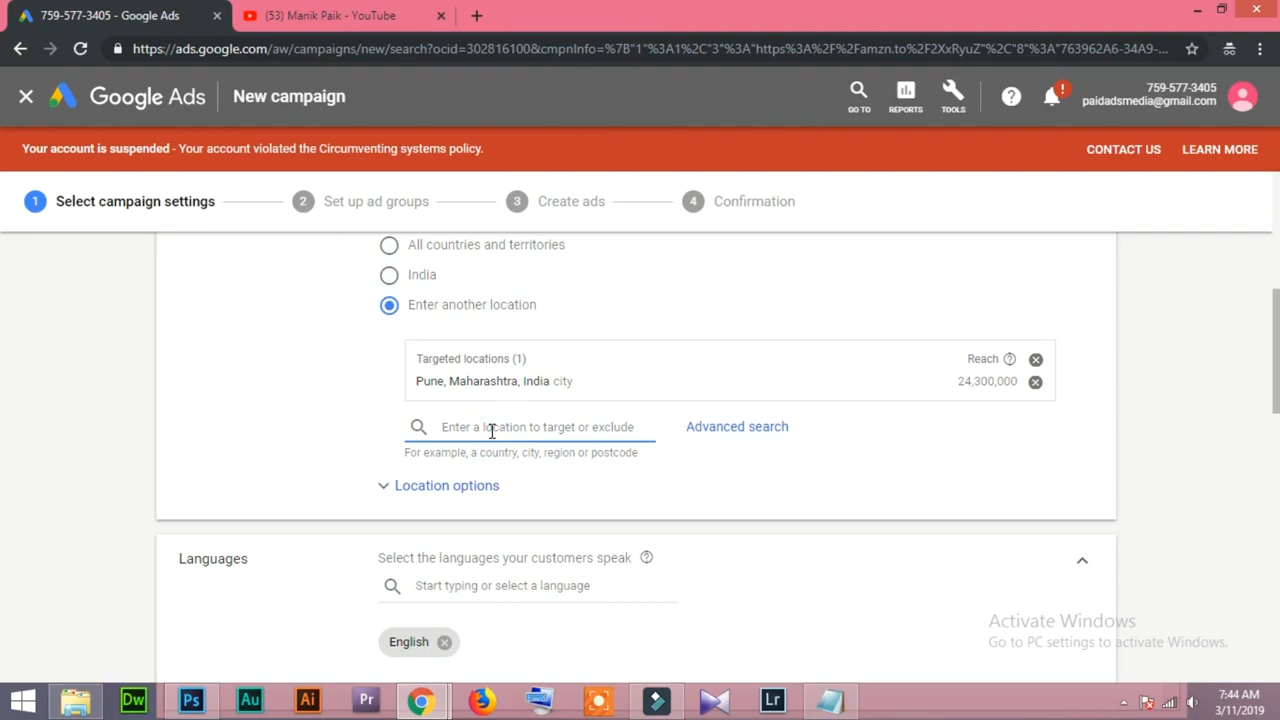 759-577-3405 - Google Ads
(53) Manik Paik - YouTube
https://ads.google.com/aw/campaigns/new/search?ocid=302816100&cmpnInfo=%7B"1"%3A1%2C"3"%3A"https%3A%2F%2Famzn.to%2F2XxRyuZ"%2C"8"%3A"763962A6-34A9-...
Google Ads
New campaign
GO TO
REPORTS
TOOLS
759-577-3405
paidadsmedia@gmail.com
Your account is suspended - Your account violated the Circumventing systems policy.
CONTACT US
LEARN MORE
1 Select campaign settings
2 Set up ad groups
3 Create ads
4 Confirmation
All countries and territories
India
Enter another location
Targeted locations (1)
Reach
Pune, Maharashtra, India city
24,300,000
Enter a location to target or exclude
Advanced search
For example, a country, city, region or postcode
Location options
Languages
Select the languages your customers speak
Start typing or select a language
English
Activate Windows
Go to PC settings to activate Windows.
Dw
Ps
Au
Ai
Pr
Lr
7:44 AM
3/11/2019